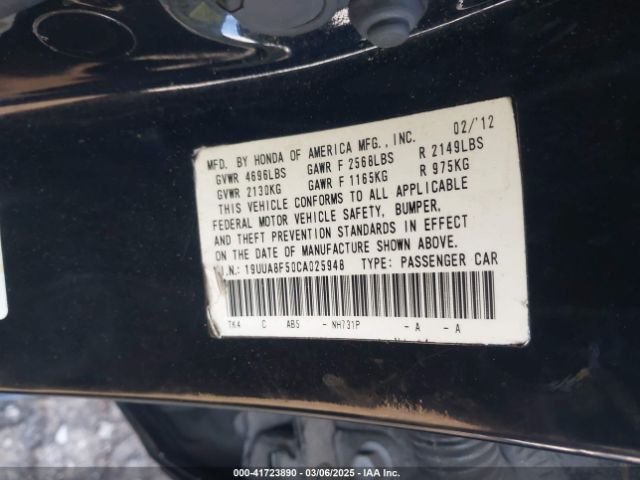 MFD. BY HONDA OF AMERICA MFG., INC. 02/'12
GVWR 4696LBS GAWR F 2568LBS R 2149LBS
GVWR 2130KG GAWR F 1165KG R 975KG
THIS VEHICLE CONFORMS TO ALL APPLICABLE
FEDERAL MOTOR VEHICLE SAFETY, BUMPER,
AND THEFT PREVENTION STANDARDS IN EFFECT
ON THE DATE OF MANUFACTURE SHOWN ABOVE.
V.I.N.: 19UUA8F50CA025948 TYPE: PASSENGER CAR
TK4 C AB5 - NH731P - A - A
000-41723890 — 03/06/2025 — IAA Inc.